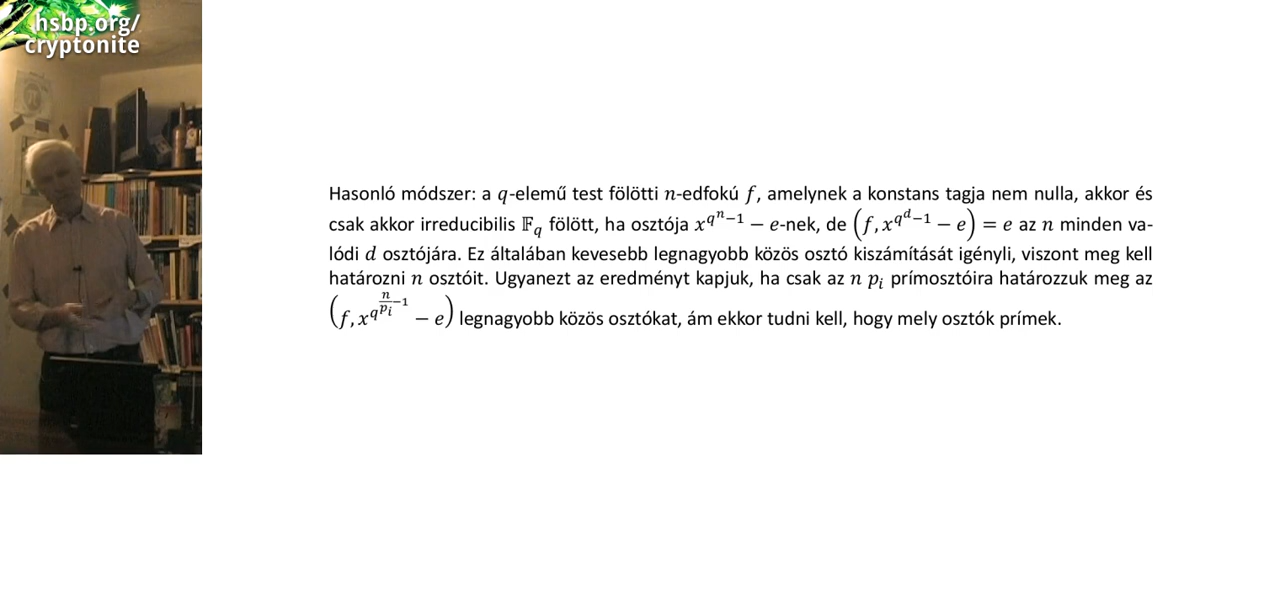 hsbp.org/
cryptonite
Hasonló módszer: a q-elemű test fölötti n-edfokú f, amelynek a konstans tagja nem nulla, akkor és
csak akkor irreducibilis 𝔽_q fölött, ha osztója x^{q^n−1} − e-nek, de (f, x^{q^d−1} − e) = e az n minden va-
lódi d osztójára. Ez általában kevesebb legnagyobb közös osztó kiszámítását igényli, viszont meg kell
határozni n osztóit. Ugyanezt az eredményt kapjuk, ha csak az n p_i prímosztóira határozzuk meg az
(f, x^{q^{n/p_i}−1} − e) legnagyobb közös osztókat, ám ekkor tudni kell, hogy mely osztók prímek.